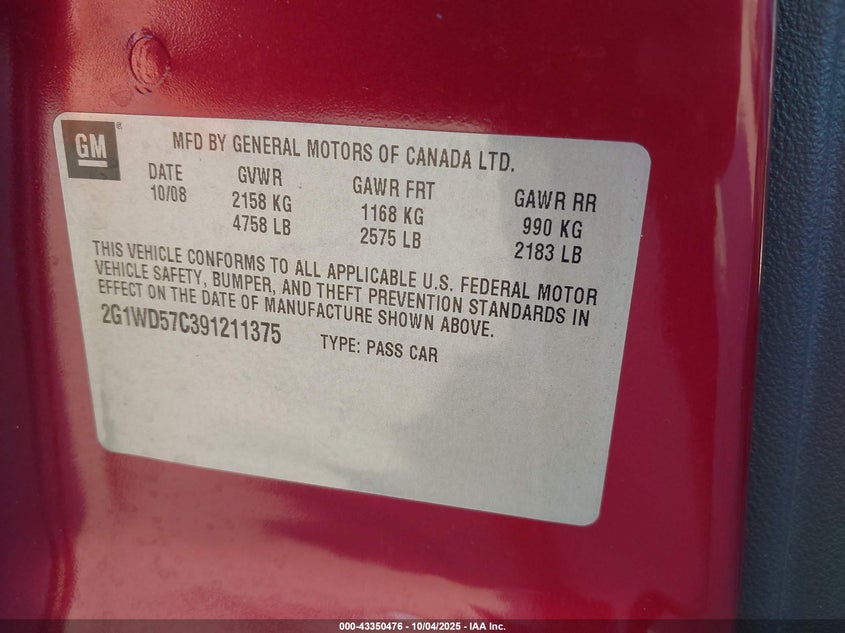 GM®
MFD BY GENERAL MOTORS OF CANADA LTD.
DATE GVWR GAWR FRT GAWR RR
10/08 2158 KG 1168 KG 990 KG
4758 LB 2575 LB 2183 LB
THIS VEHICLE CONFORMS TO ALL APPLICABLE U.S. FEDERAL MOTOR
VEHICLE SAFETY, BUMPER, AND THEFT PREVENTION STANDARDS IN
EFFECT ON THE DATE OF MANUFACTURE SHOWN ABOVE.
2G1WD57C391211375 TYPE: PASS CAR
000-43350476 - 10/04/2025 - IAA Inc.